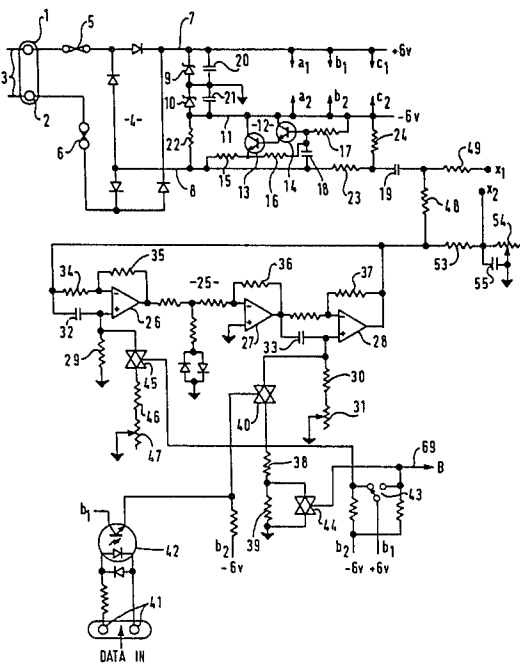 1
5
7
+6v
3
9
20
a1
b1
c1
-4-
10
21
a2
b2
c2
2
11
-12-
-6v
6
22
17
24
49
x1
15
13
16
14
18
23
19
8
x2
48
54
53
55
35
-25-
36
37
34
32
26
27
33
28
29
45
40
30
31
46
47
38
69
B
43
44
39
b1
42
b2
-6v
b2
b1
-6v +6v
41
DATA IN